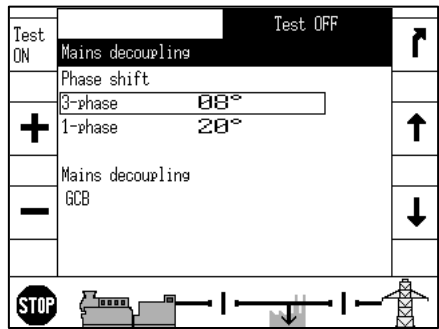 Test OFF
Test
ON
Mains decoupling
Phase shift
3-phase 08°
1-phase 20°
Mains decoupling
GCB
STOP